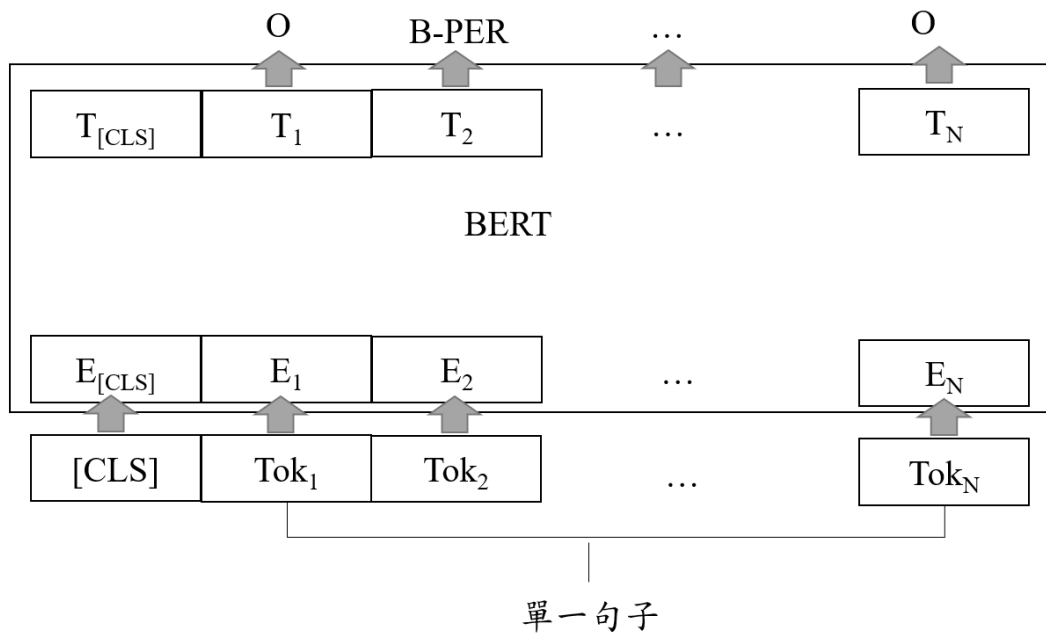 O B-PER … O
T[CLS] T1 T2 … TN
BERT
E[CLS] E1 E2 … EN
[CLS] Tok1 Tok2 … TokN
單一句子